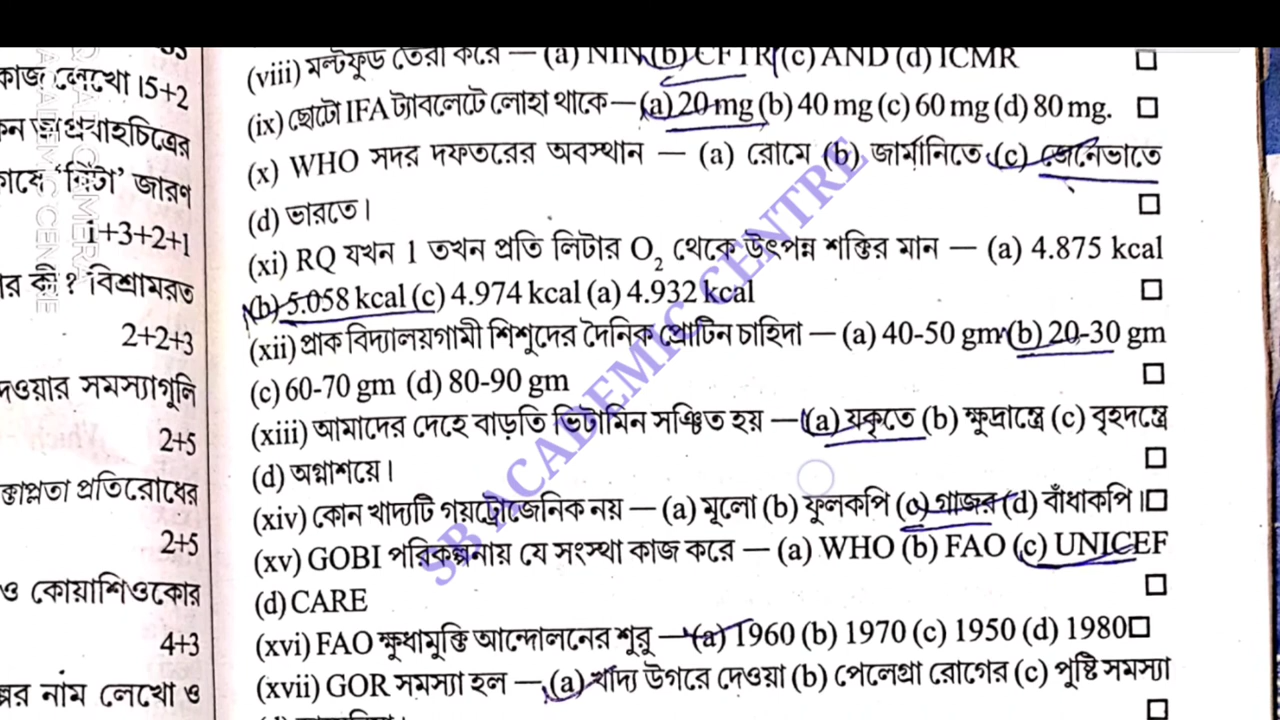 কাজ লেখো ।5+2
1+3+2+1
র কী? বিশ্রামরত
2+2+3
দেওয়ার সমস্যাগুলি
2+5
প্রতিরোধের
2+5
ও কোয়াশিওকোর
4+3
নাম লেখো ও
(viii) মল্টফুড তৈরী করে — (a) NIN (b) CFTR (c) AND (d) ICMR
(ix) ছোটো IFA ট্যাবলেটে লোহা থাকে— (a) 20 mg (b) 40 mg (c) 60 mg (d) 80 mg.
(x) WHO সদর দফতরের অবস্থান — (a) রোমে (b) জার্মানিতে (c) জেনেভাতে
(d) ভারতে।
(xi) RQ যখন 1 তখন প্রতি লিটার O₂ থেকে উৎপন্ন শক্তির মান — (a) 4.875 kcal
(b) 5.058 kcal (c) 4.974 kcal (a) 4.932 kcal
(xii) প্রাক বিদ্যালয়গামী শিশুদের দৈনিক প্রোটিন চাহিদা — (a) 40-50 gm (b) 20-30 gm
(c) 60-70 gm (d) 80-90 gm
(xiii) আমাদের দেহে বাড়তি ভিটামিন সঞ্চিত হয় — (a) যকৃতে (b) ক্ষুদ্রান্ত্রে (c) বৃহদন্ত্রে
(d) অগ্নাশয়ে।
(xiv) কোন খাদ্যটি গয়ট্রোজেনিক নয় — (a) মূলো (b) ফুলকপি (c) গাজর (d) বাঁধাকপি।
(xv) GOBI পরিকল্পনায় যে সংস্থা কাজ করে — (a) WHO (b) FAO (c) UNICEF
(d) CARE
(xvi) FAO ক্ষুধামুক্তি আন্দোলনের শুরু — (a) 1960 (b) 1970 (c) 1950 (d) 1980
(xvii) GOR সমস্যা হল — (a) খাদ্য উগরে দেওয়া (b) পেলেগ্রা রোগের (c) পুষ্টি সমস্যা
SB ACADEMIC CENTRE